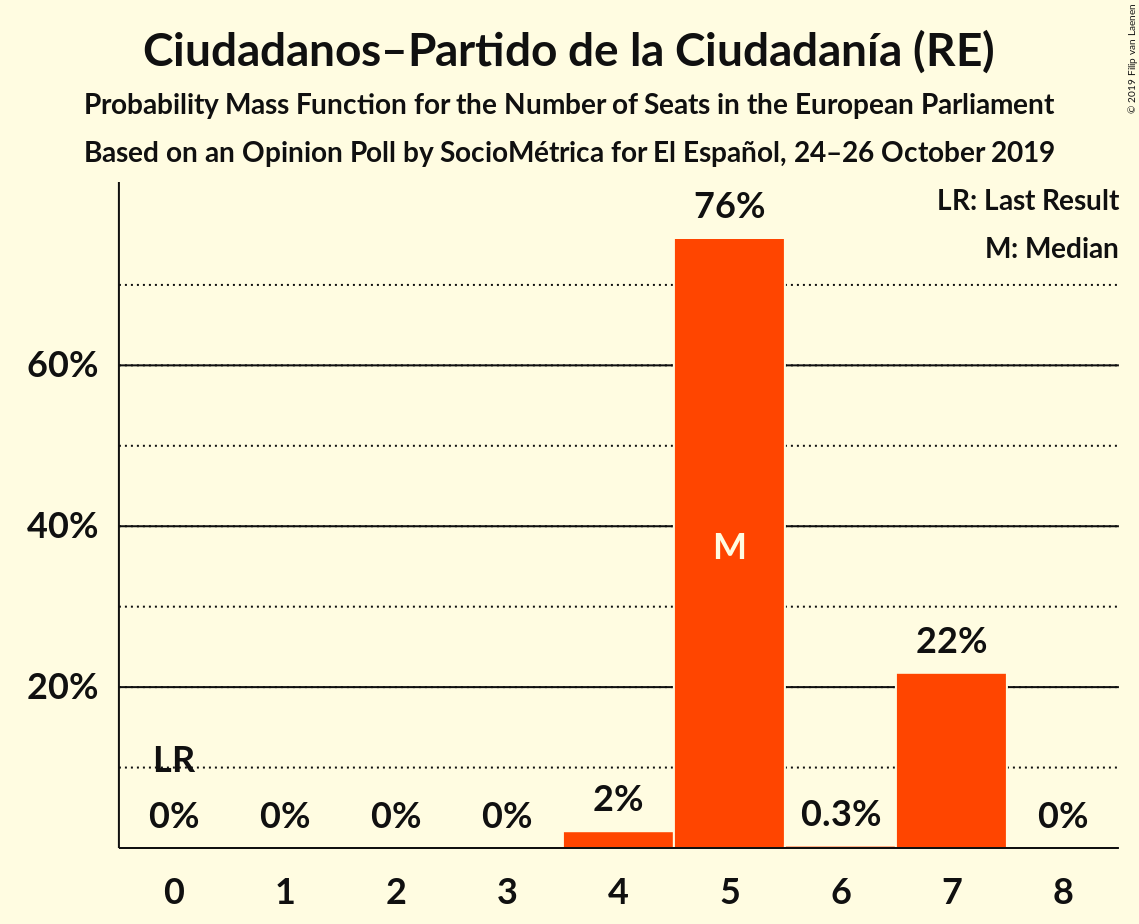 Ciudadanos–Partido de la Ciudadanía (RE)
Probability Mass Function for the Number of Seats in the European Parliament
Based on an Opinion Poll by SocioMétrica for El Español, 24–26 October 2019
© 2019 Filip van Laenen
LR: Last Result
M: Median
76%
60%
40%
M
22%
20%
LR
0% 0% 0% 0% 2% 0.3% 0%
0 1 2 3 4 5 6 7 8